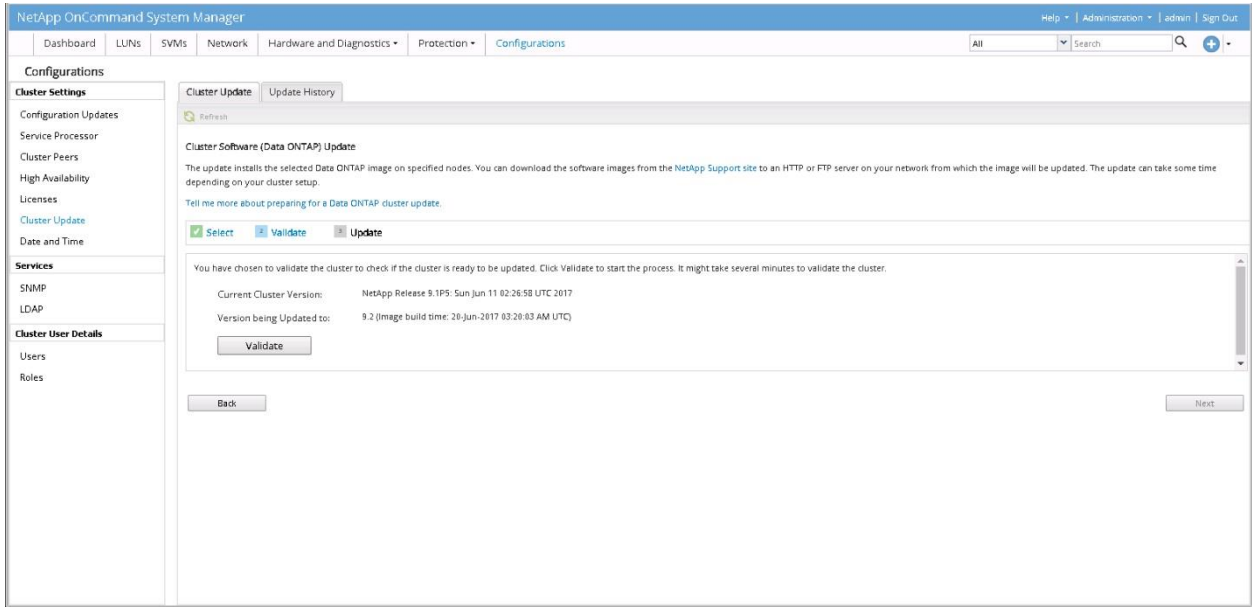 NetApp OnCommand System Manager
Help | Administration | admin | Sign Out
Dashboard LUNs SVMs Network Hardware and Diagnostics Protection Configurations
All Search
Configurations
Cluster Settings
Configuration Updates
Service Processor
Cluster Peers
High Availability
Licenses
Cluster Update
Date and Time
Services
SNMP
LDAP
Cluster User Details
Users
Roles
Cluster Update Update History
Refresh
Cluster Software (Data ONTAP) Update
The update installs the selected Data ONTAP image on specified nodes. You can download the software images from the NetApp Support site to an HTTP or FTP server on your network from which the image will be updated. The update can take some time
depending on your cluster setup.
Tell me more about preparing for a Data ONTAP cluster update.
Select 2 Validate 3 Update
You have chosen to validate the cluster to check if the cluster is ready to be updated. Click Validate to start the process. It might take several minutes to validate the cluster.
Current Cluster Version: NetApp Release 9.1P5: Sun Jun 11 02:26:58 UTC 2017
Version being Updated to: 9.2 (Image build time: 20-Jun-2017 03:20:03 AM UTC)
Validate
Back Next